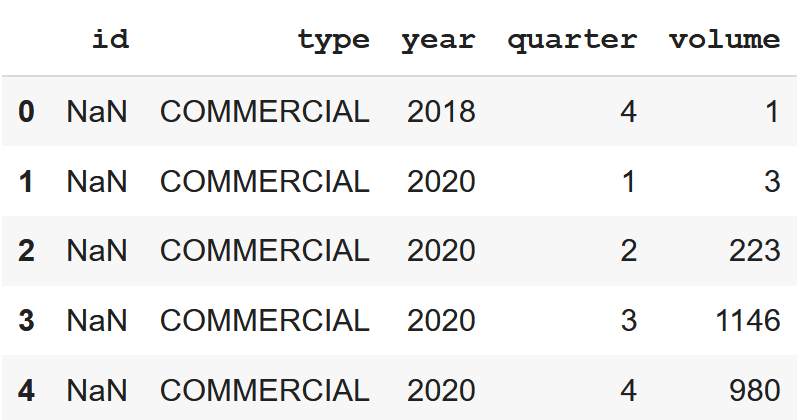 id type year quarter volume
0 NaN COMMERCIAL 2018 4 1
1 NaN COMMERCIAL 2020 1 3
2 NaN COMMERCIAL 2020 2 223
3 NaN COMMERCIAL 2020 3 1146
4 NaN COMMERCIAL 2020 4 980